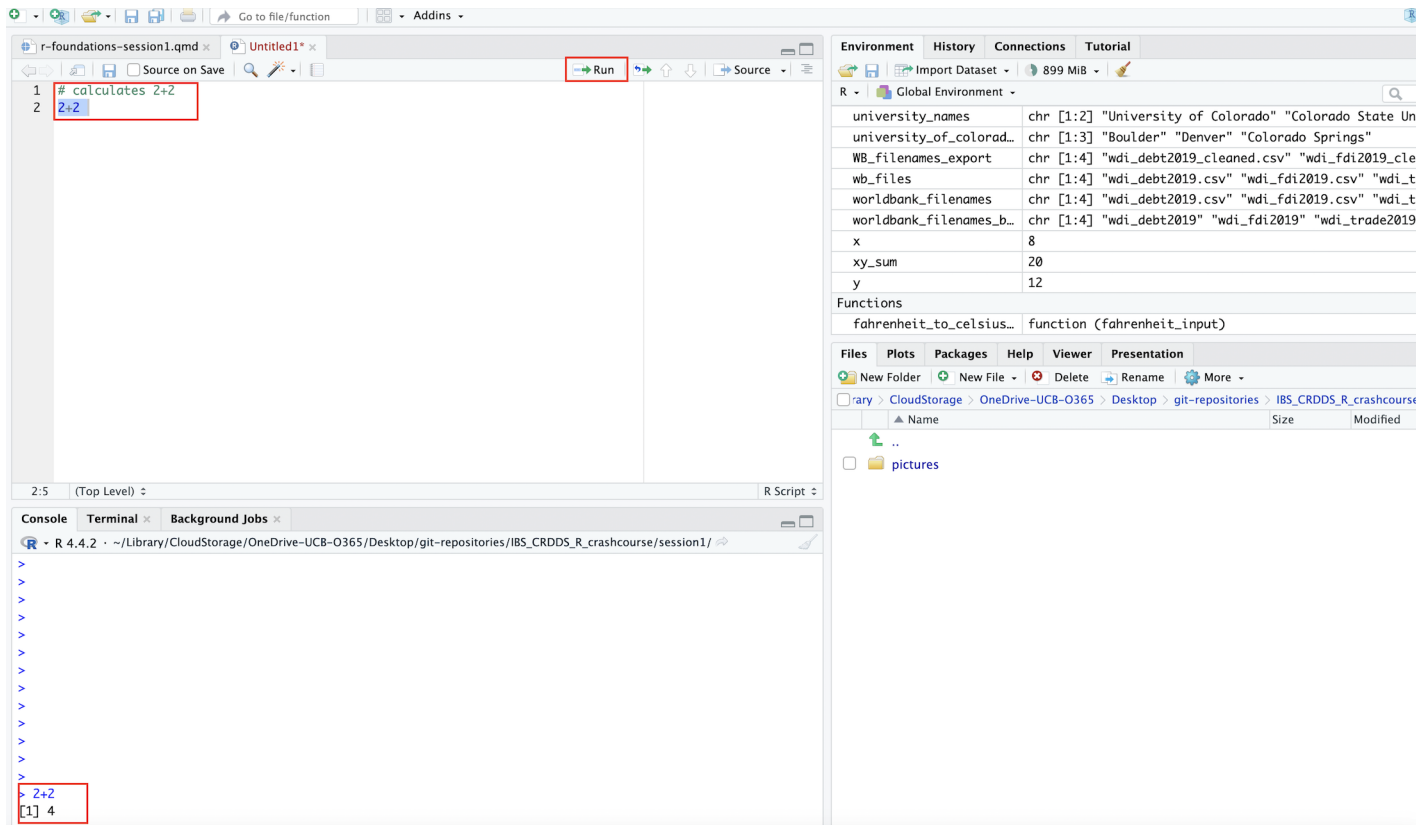 Go to file/function Addins
r-foundations-session1.qmd Untitled1*
Source on Save Run Source
1 # calculates 2+2
2 2+2
2:5 (Top Level) R Script
Console Terminal Background Jobs
R 4.4.2 · ~/Library/CloudStorage/OneDrive-UCB-O365/Desktop/git-repositories/IBS_CRDDS_R_crashcourse/session1/
>
>
>
>
>
>
>
>
>
>
>
>
>
> 2+2
[1] 4
Environment History Connections Tutorial
Import Dataset 899 MiB
R Global Environment
university_names chr [1:2] "University of Colorado" "Colorado State Un
university_of_colorad… chr [1:3] "Boulder" "Denver" "Colorado Springs"
WB_filenames_export chr [1:4] "wdi_debt2019_cleaned.csv" "wdi_fdi2019_cle
wb_files chr [1:4] "wdi_debt2019.csv" "wdi_fdi2019.csv" "wdi_t
worldbank_filenames chr [1:4] "wdi_debt2019.csv" "wdi_fdi2019.csv" "wdi_t
worldbank_filenames_b… chr [1:4] "wdi_debt2019" "wdi_fdi2019" "wdi_trade2019
x 8
xy_sum 20
y 12
Functions
fahrenheit_to_celsius… function (fahrenheit_input)
Files Plots Packages Help Viewer Presentation
New Folder New File Delete Rename More
rary > CloudStorage > OneDrive-UCB-O365 > Desktop > git-repositories > IBS_CRDDS_R_crashcourse
Name Size Modified
..
pictures